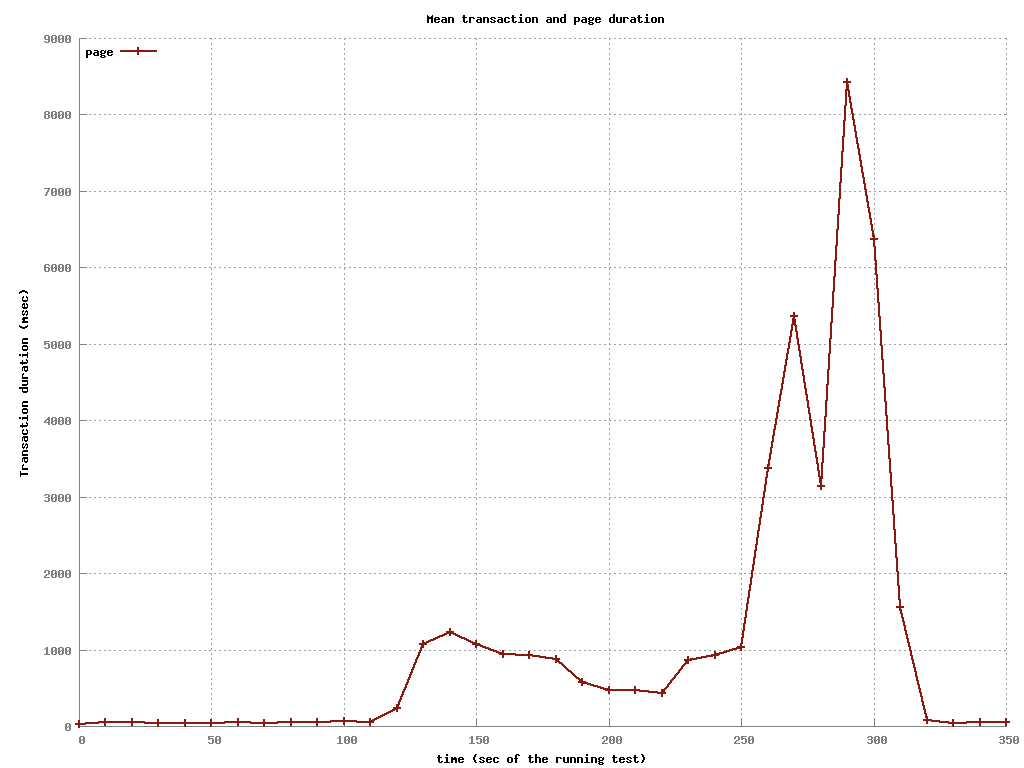 Mean transaction and page duration
page
9000
8000
7000
6000
5000
4000
3000
2000
1000
0
Transaction duration (msec)
0 50 100 150 200 250 300 350
time (sec of the running test)